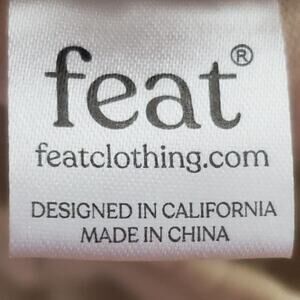 feat®
featclothing.com
DESIGNED IN CALIFORNIA
MADE IN CHINA